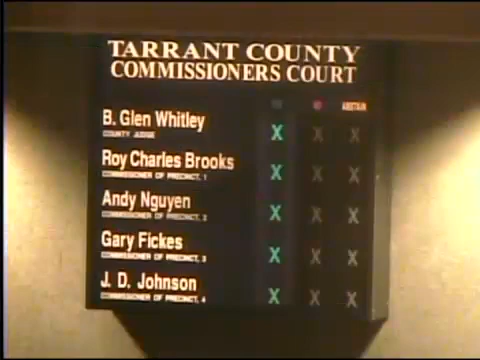 TARRANT COUNTY
COMMISSIONERS COURT
ABSTAIN
B. Glen Whitley X X X
COUNTY JUDGE
Roy Charles Brooks X X X
COMMISSIONER OF PRECINCT, 1
Andy Nguyen X X X
COMMISSIONER OF PRECINCT, 2
Gary Fickes X X X
COMMISSIONER OF PRECINCT, 3
J. D. Johnson X X X
COMMISSIONER OF PRECINCT, 4